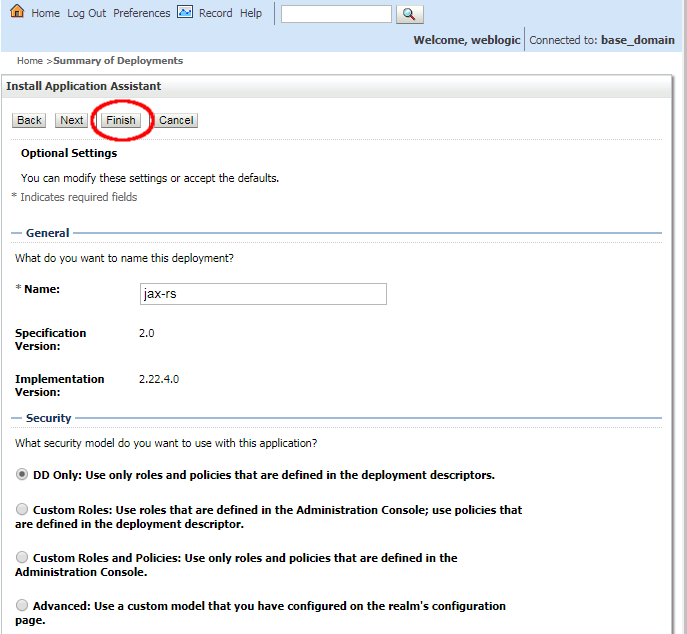 Home Log Out Preferences Record Help
Welcome, weblogic Connected to: base_domain
Home >Summary of Deployments
Install Application Assistant
Back Next Finish Cancel
Optional Settings
You can modify these settings or accept the defaults.
* Indicates required fields
General
What do you want to name this deployment?
* Name: jax-rs
Specification 2.0
Version:
Implementation 2.22.4.0
Version:
Security
What security model do you want to use with this application?
DD Only: Use only roles and policies that are defined in the deployment descriptors.
Custom Roles: Use roles that are defined in the Administration Console; use policies that
are defined in the deployment descriptor.
Custom Roles and Policies: Use only roles and policies that are defined in the
Administration Console.
Advanced: Use a custom model that you have configured on the realm's configuration
page.